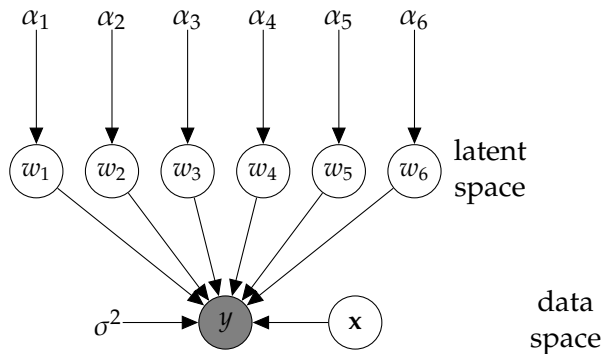 α₁ α₂ α₃ α₄ α₅ α₆
w₁ w₂ w₃ w₄ w₅ w₆
latent
space
σ² y x
data
space